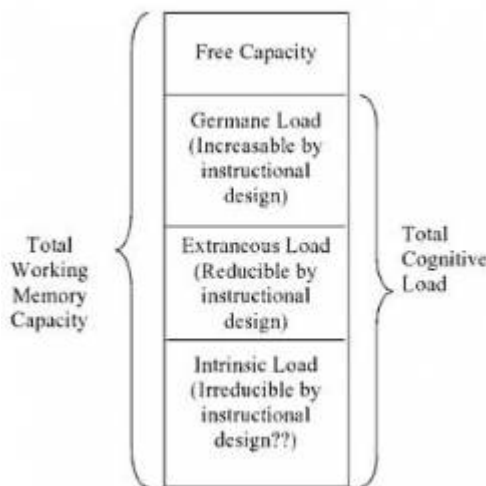 Free Capacity
Germane Load
(Increasable by
instructional
design)
Extraneous Load
(Reducible by
instructional
design)
Intrinsic Load
(Irreducible by
instructional
design??)
Total
Working
Memory
Capacity
Total
Cognitive
Load